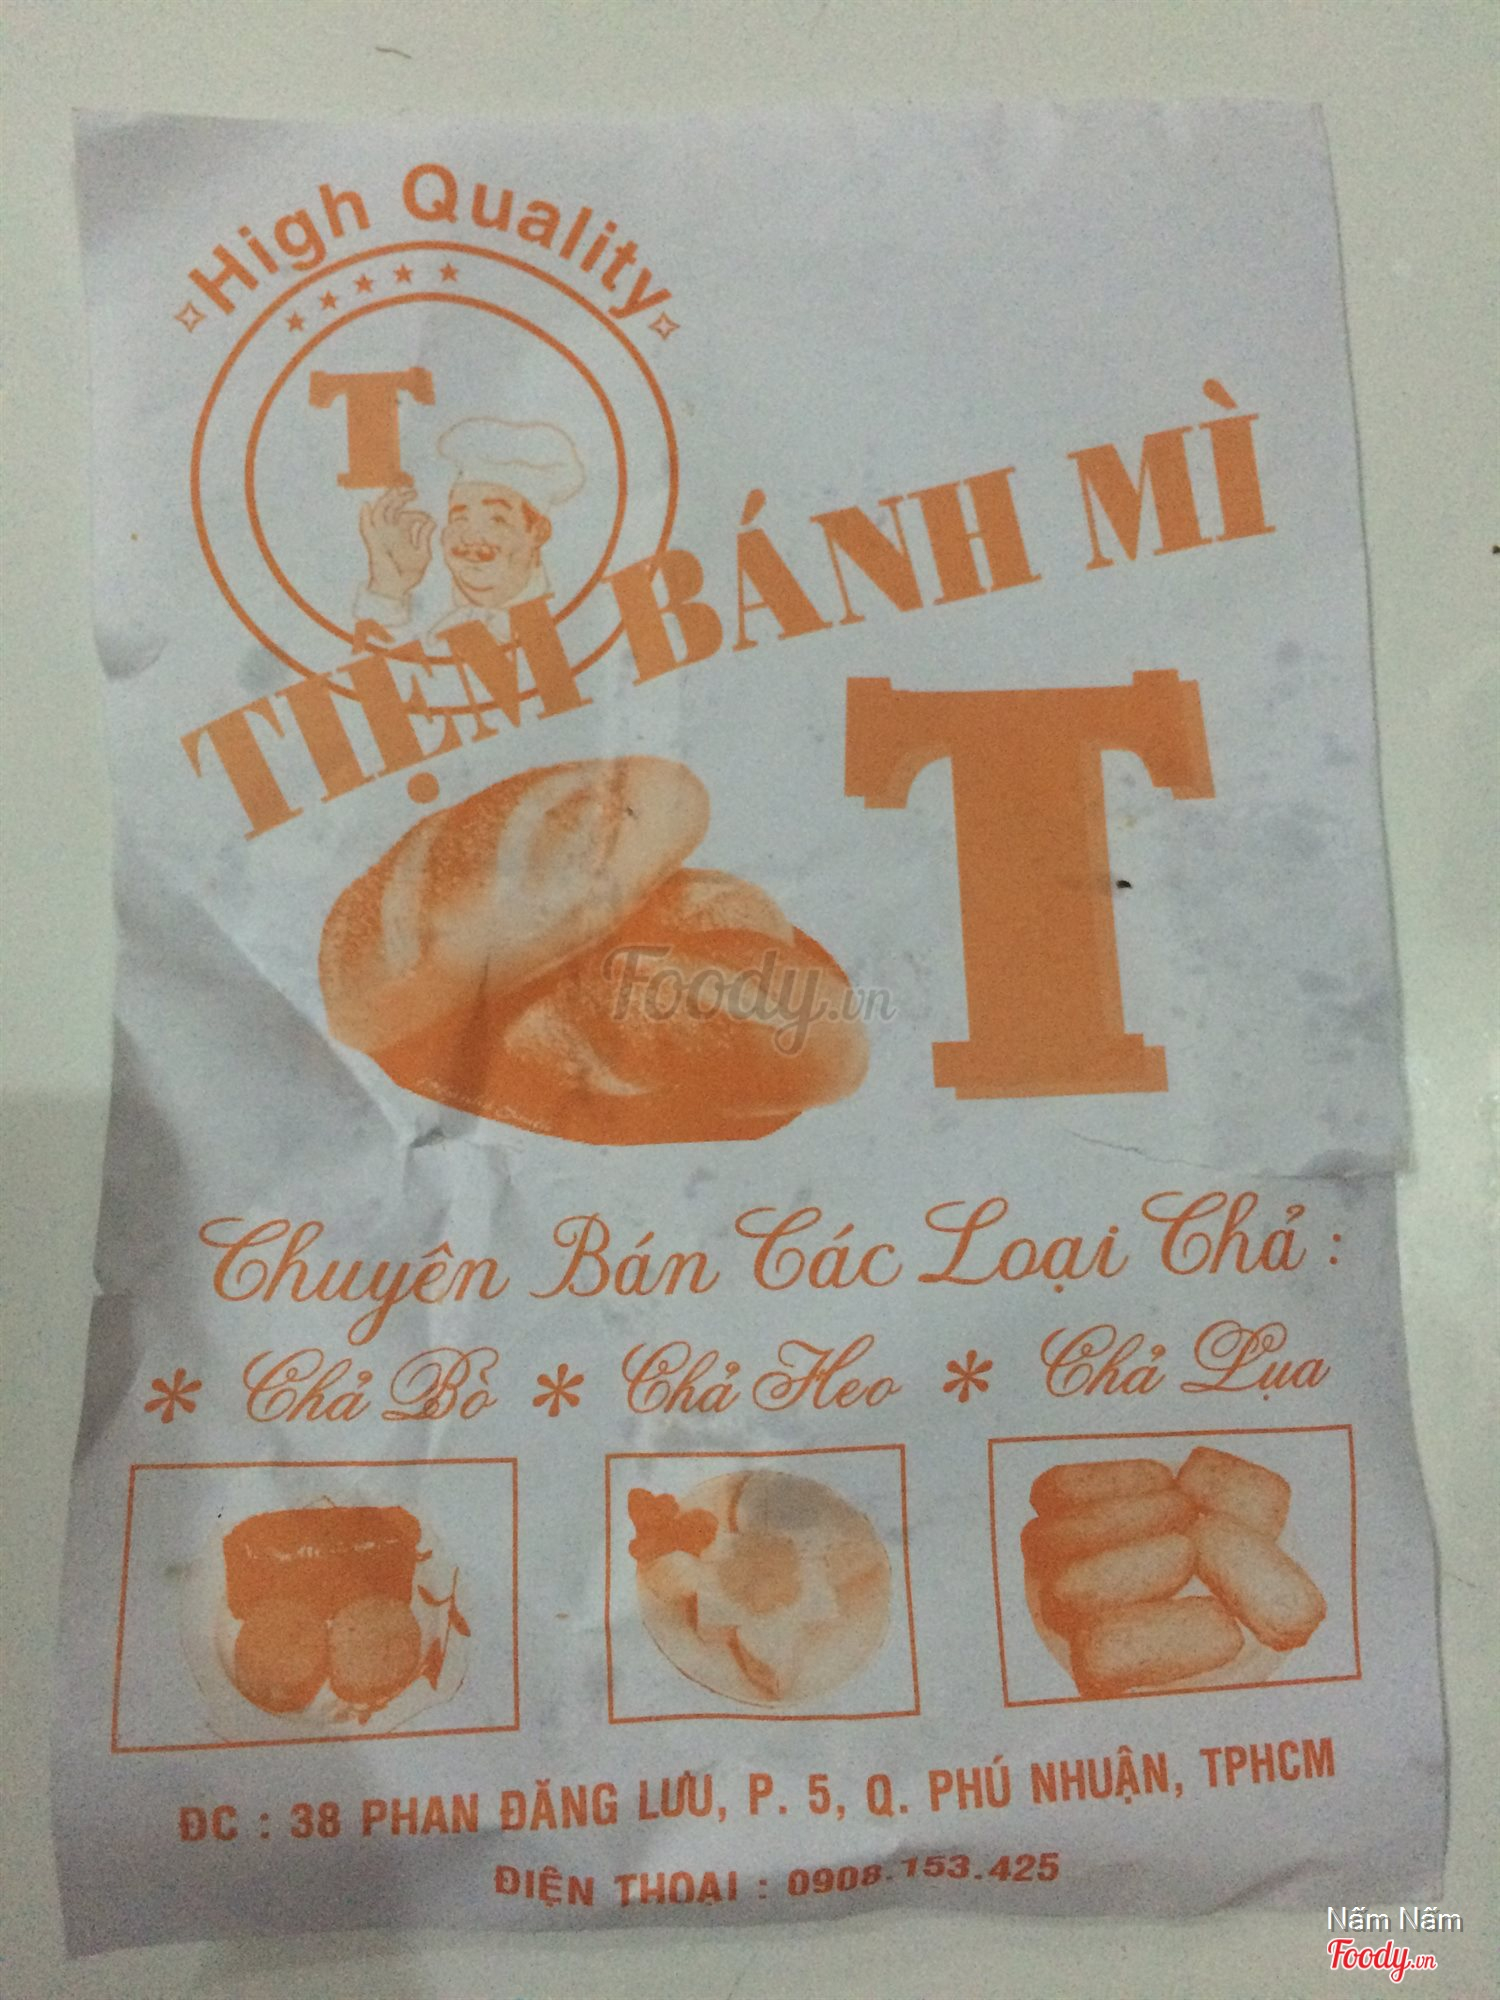 High Quality
T
TIỆM BÁNH MÌ
T
Foody.vn
Chuyên Bán Các Loại Chả :
* Chả Bò * Chả Heo * Chả Lụa
ĐC : 38 PHAN ĐĂNG LƯU, P. 5, Q. PHÚ NHUẬN, TPHCM
ĐIỆN THOẠI : 0908.153.425
Nấm Nấm
Foody.vn